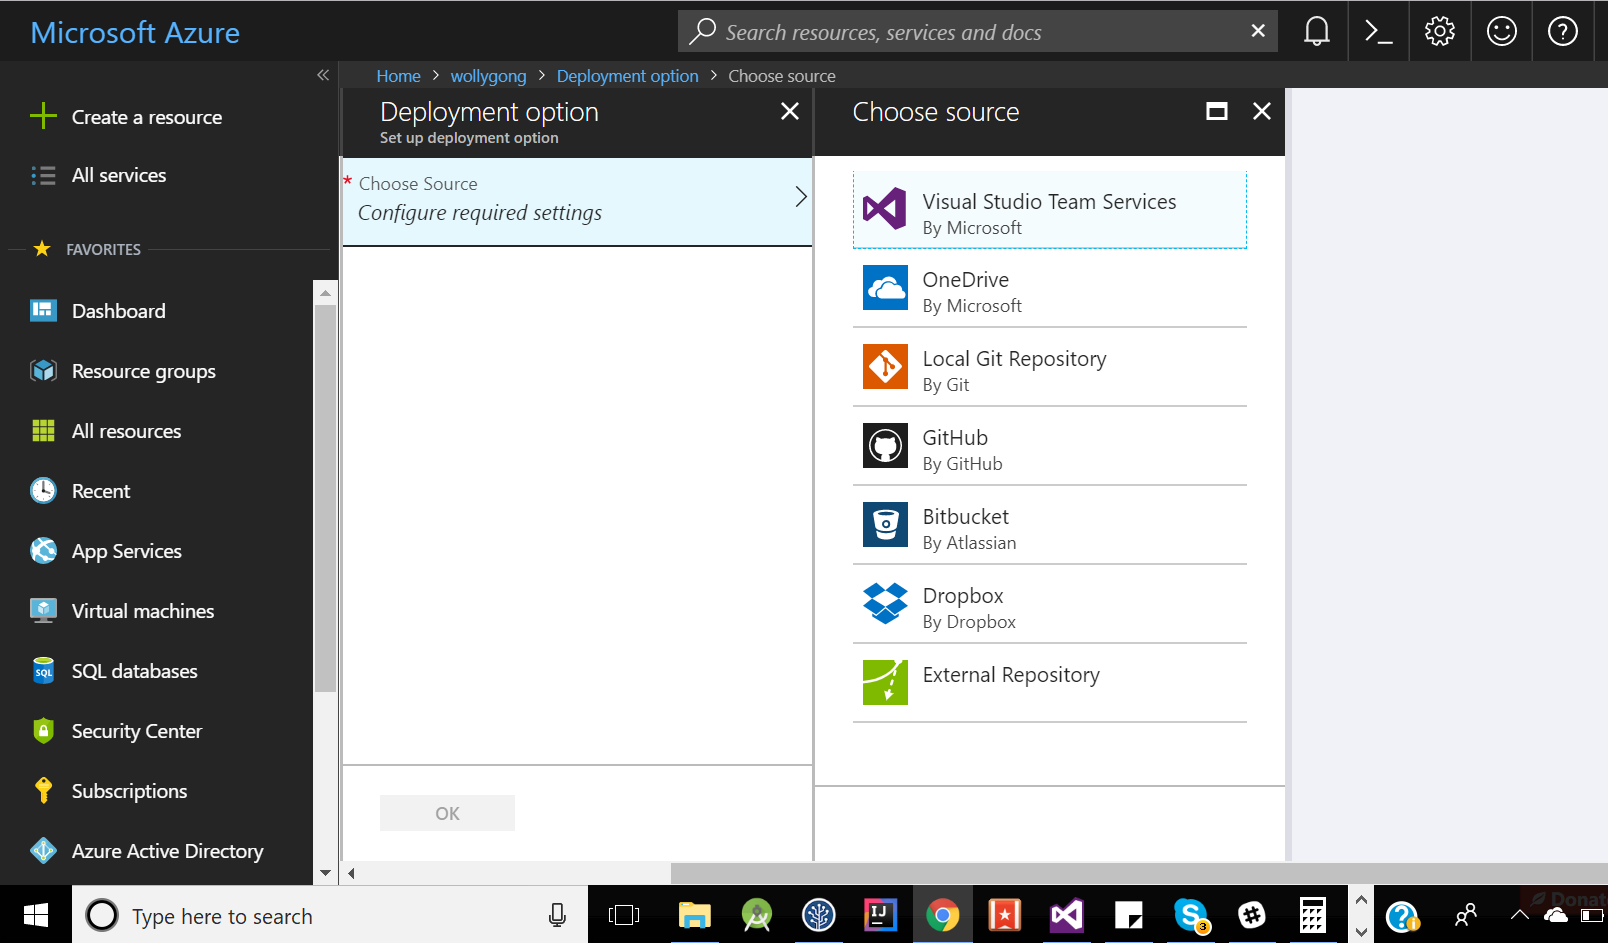 Microsoft Azure
Search resources, services and docs
Home > wollygong > Deployment option > Choose source
Create a resource
All services
FAVORITES
Dashboard
Resource groups
All resources
Recent
App Services
Virtual machines
SQL databases
SQL
Security Center
Subscriptions
Azure Active Directory
Deployment option
Set up deployment option
* Choose Source
Configure required settings
OK
Choose source
Visual Studio Team Services
By Microsoft
OneDrive
By Microsoft
Local Git Repository
By Git
GitHub
By GitHub
Bitbucket
By Atlassian
Dropbox
By Dropbox
External Repository
Type here to search
IJ
3
Donat